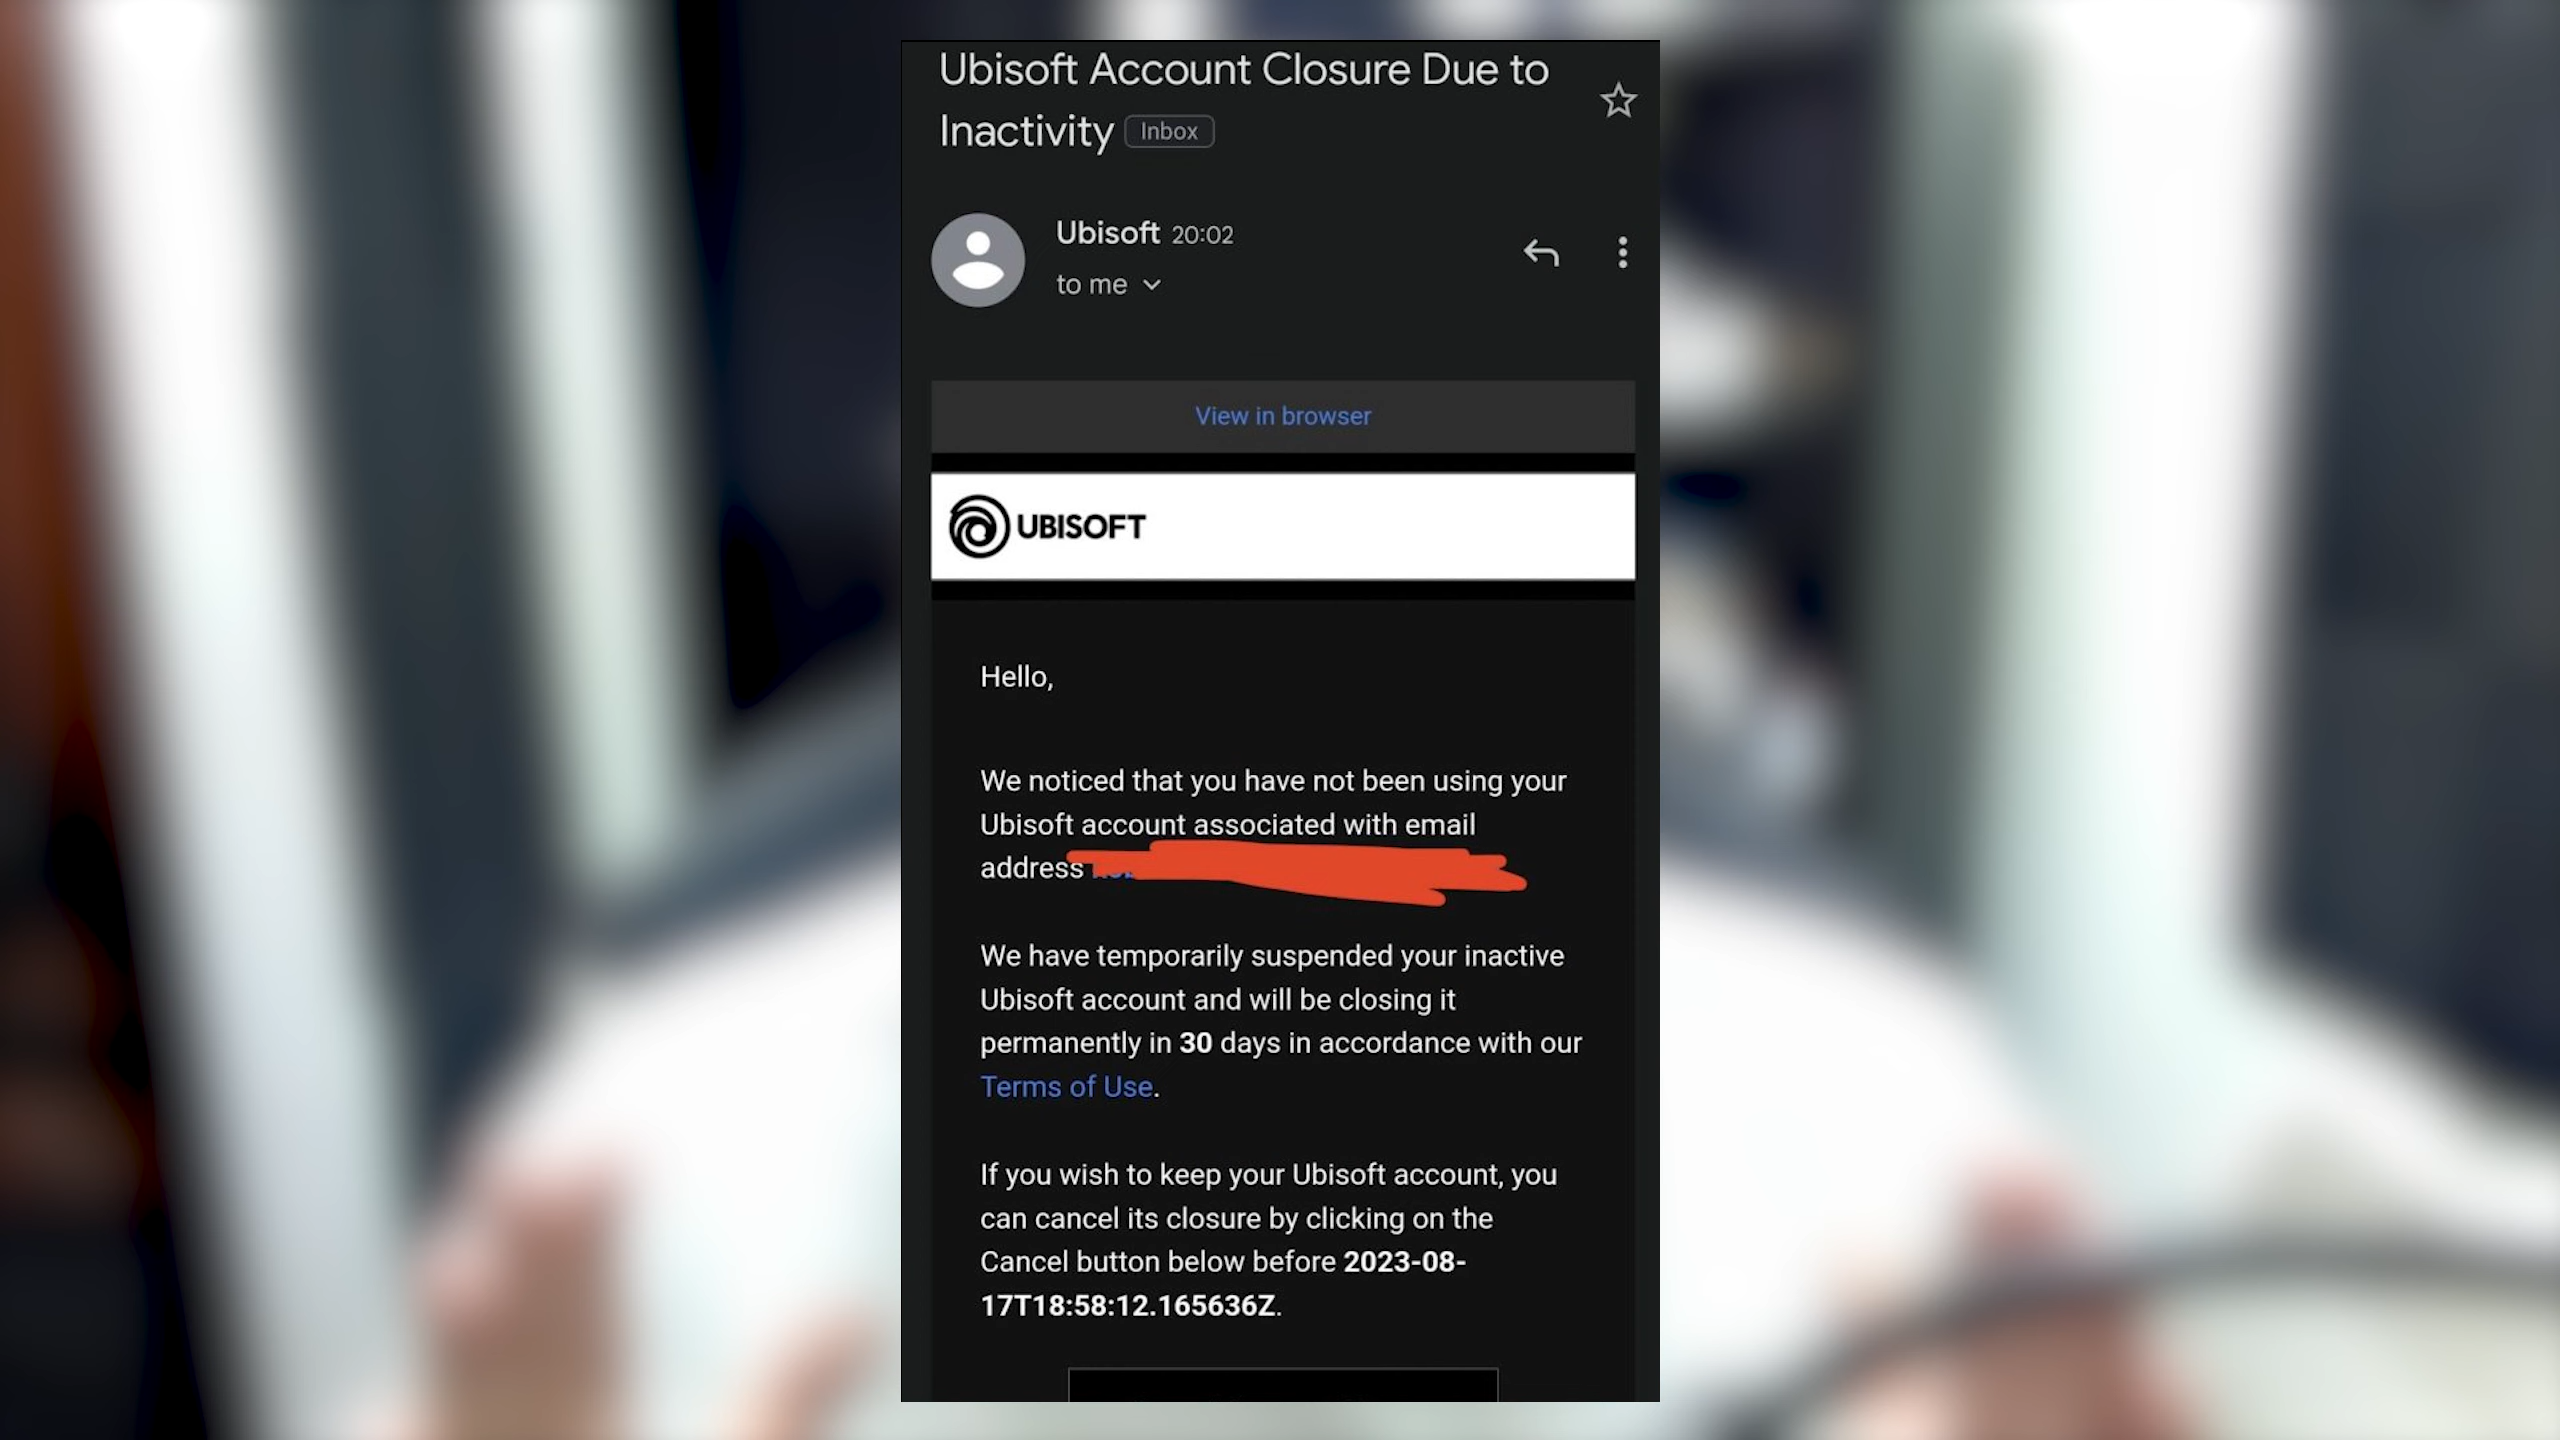 Ubisoft Account Closure Due to
Inactivity Inbox
Ubisoft 20:02
to me
View in browser
UBISOFT
Hello,
We noticed that you have not been using your
Ubisoft account associated with email
address
We have temporarily suspended your inactive
Ubisoft account and will be closing it
permanently in 30 days in accordance with our
Terms of Use.
If you wish to keep your Ubisoft account, you
can cancel its closure by clicking on the
Cancel button below before 2023-08-
17T18:58:12.165636Z.